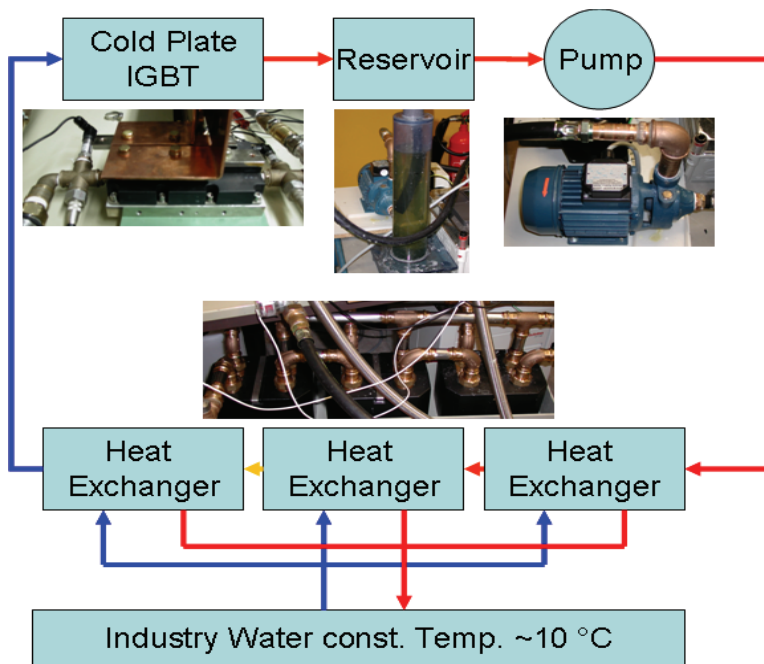 Cold Plate
IGBT
Reservoir
Pump
Heat
Exchanger
Heat
Exchanger
Heat
Exchanger
Industry Water const. Temp. ~10 °C